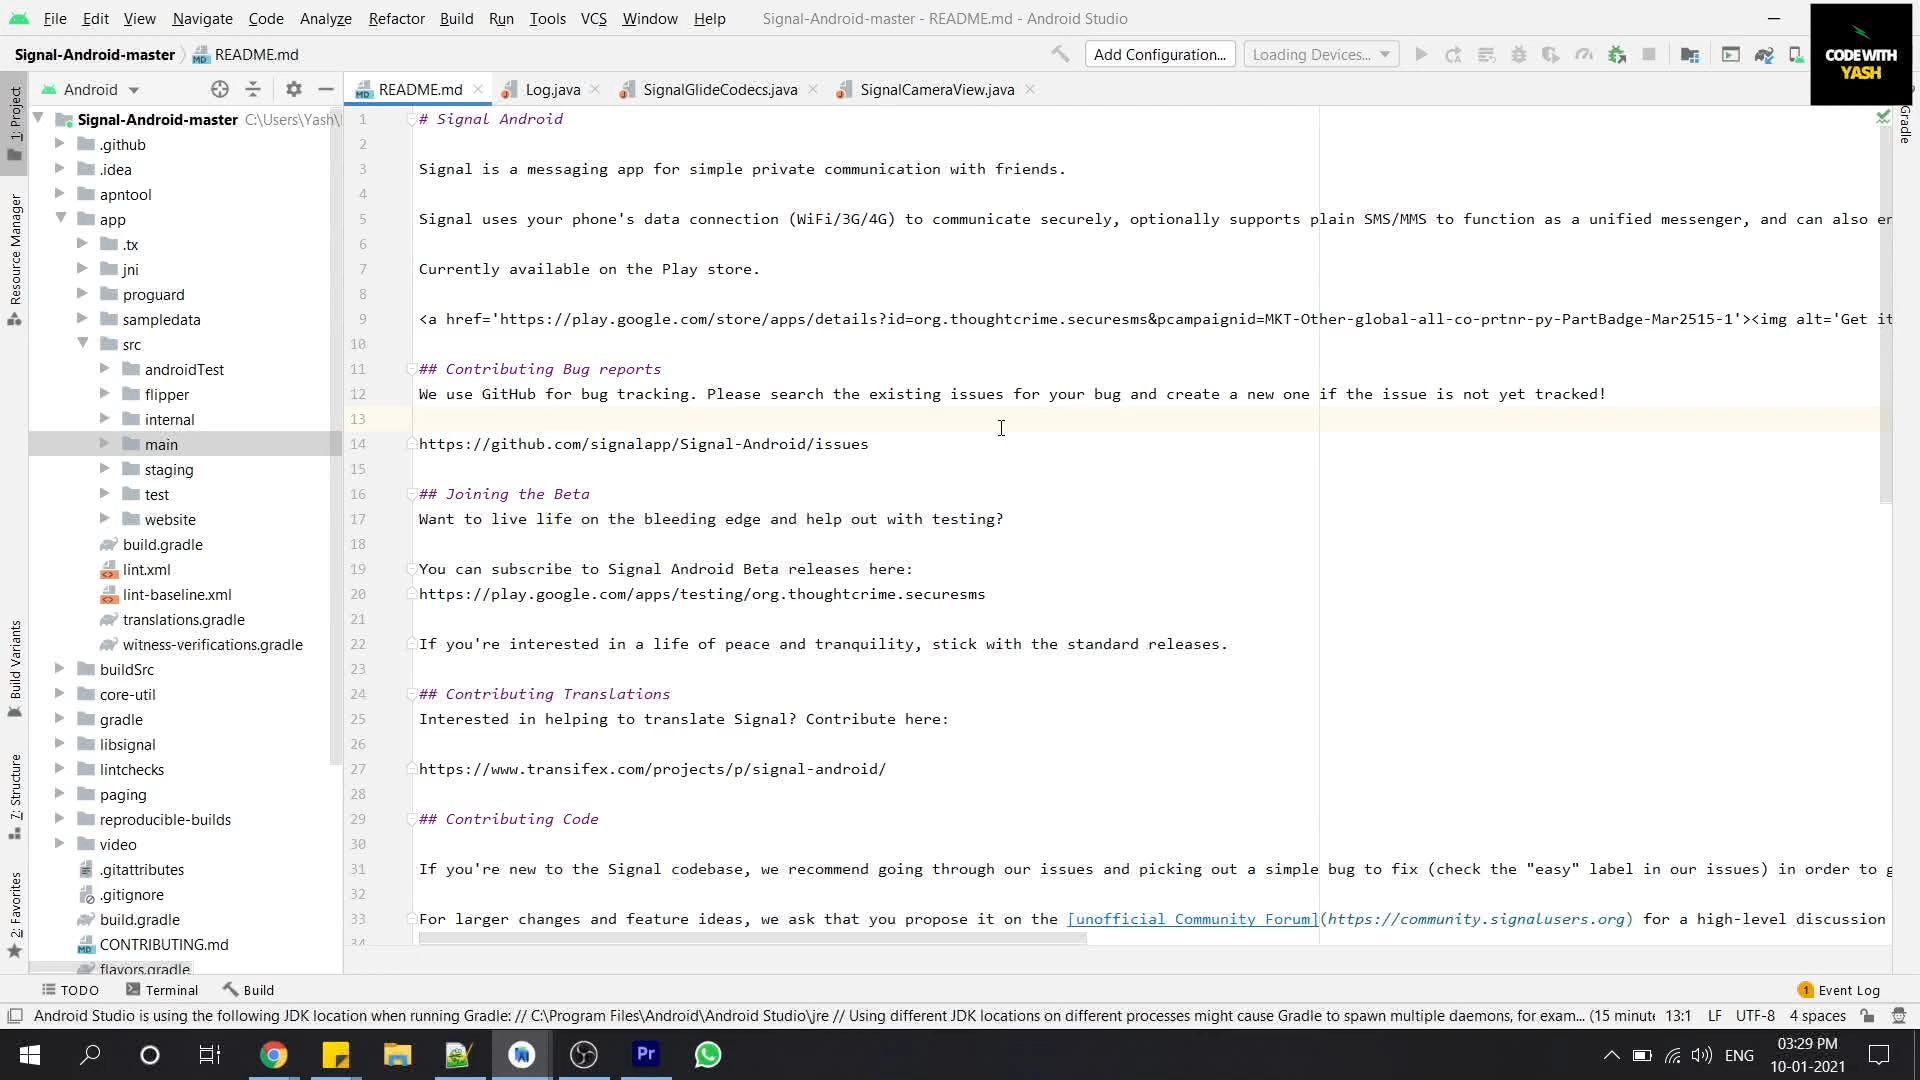 File Edit View Navigate Code Analyze Refactor Build Run Tools VCS Window Help Signal-Android-master - README.md - Android Studio
Signal-Android-master README.md Add Configuration... Loading Devices...
CODE WITH
YASH
1: Project
Resource Manager
Build Variants
7: Structure
2: Favorites
Gradle
Android
README.md Log.java SignalGlideCodecs.java SignalCameraView.java
Signal-Android-master C:\Users\Yash\
.github
.idea
apntool
app
.tx
jni
proguard
sampledata
src
androidTest
flipper
internal
main
staging
test
website
build.gradle
lint.xml
lint-baseline.xml
translations.gradle
witness-verifications.gradle
buildSrc
core-util
gradle
libsignal
lintchecks
paging
reproducible-builds
video
.gitattributes
.gitignore
build.gradle
CONTRIBUTING.md
flavors.gradle
1 # Signal Android
2
3 Signal is a messaging app for simple private communication with friends.
4
5 Signal uses your phone's data connection (WiFi/3G/4G) to communicate securely, optionally supports plain SMS/MMS to function as a unified messenger, and can also en
6
7 Currently available on the Play store.
8
9 <a href='https://play.google.com/store/apps/details?id=org.thoughtcrime.securesms&pcampaignid=MKT-Other-global-all-co-prtnr-py-PartBadge-Mar2515-1'><img alt='Get it
10
11 ## Contributing Bug reports
12 We use GitHub for bug tracking. Please search the existing issues for your bug and create a new one if the issue is not yet tracked!
13
14 https://github.com/signalapp/Signal-Android/issues
15
16 ## Joining the Beta
17 Want to live life on the bleeding edge and help out with testing?
18
19 You can subscribe to Signal Android Beta releases here:
20 https://play.google.com/apps/testing/org.thoughtcrime.securesms
21
22 If you're interested in a life of peace and tranquility, stick with the standard releases.
23
24 ## Contributing Translations
25 Interested in helping to translate Signal? Contribute here:
26
27 https://www.transifex.com/projects/p/signal-android/
28
29 ## Contributing Code
30
31 If you're new to the Signal codebase, we recommend going through our issues and picking out a simple bug to fix (check the "easy" label in our issues) in order to g
32
33 For larger changes and feature ideas, we ask that you propose it on the [unofficial Community Forum](https://community.signalusers.org) for a high-level discussion
34
TODO Terminal Build 1 Event Log
Android Studio is using the following JDK location when running Gradle: // C:\Program Files\Android\Android Studio\jre // Using different JDK locations on different processes might cause Gradle to spawn multiple daemons, for exam... (15 minute 13:1 LF UTF-8 4 spaces
Pr ENG 03:29 PM
10-01-2021